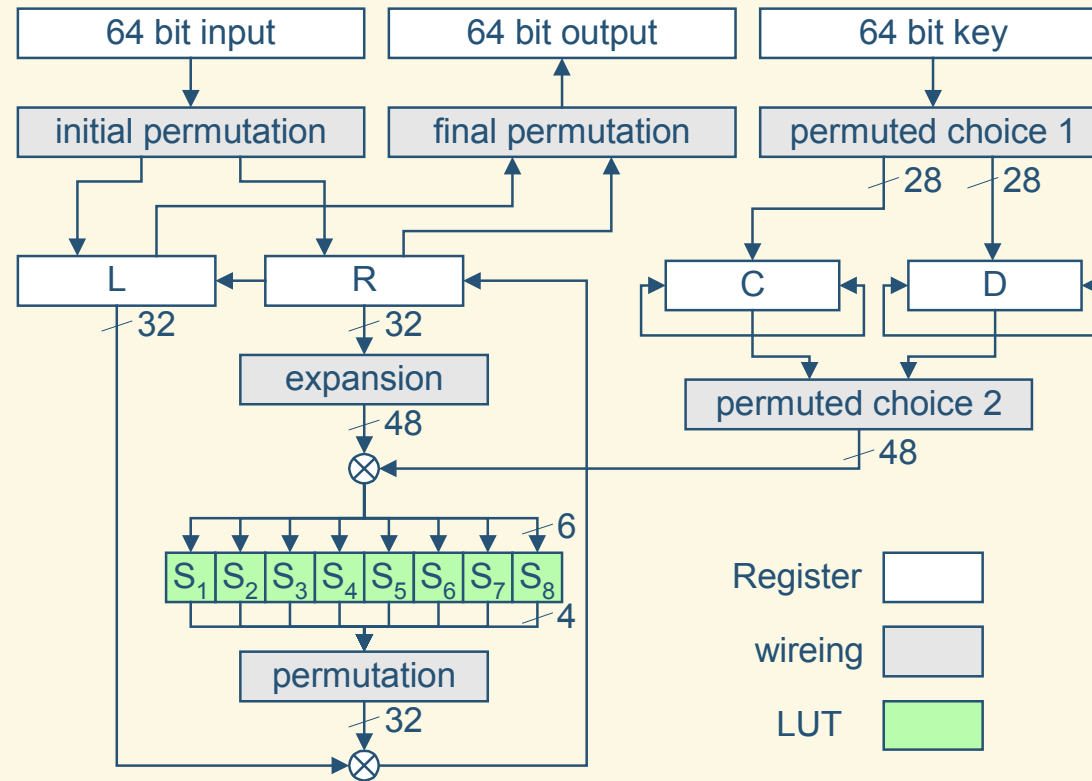 64 bit input
64 bit output
64 bit key
initial permutation
final permutation
permuted choice 1
28
28
L
R
C
D
32
32
expansion
permuted choice 2
48
48
6
S1 S2 S3 S4 S5 S6 S7 S8
4
Register
permutation
wireing
32
LUT